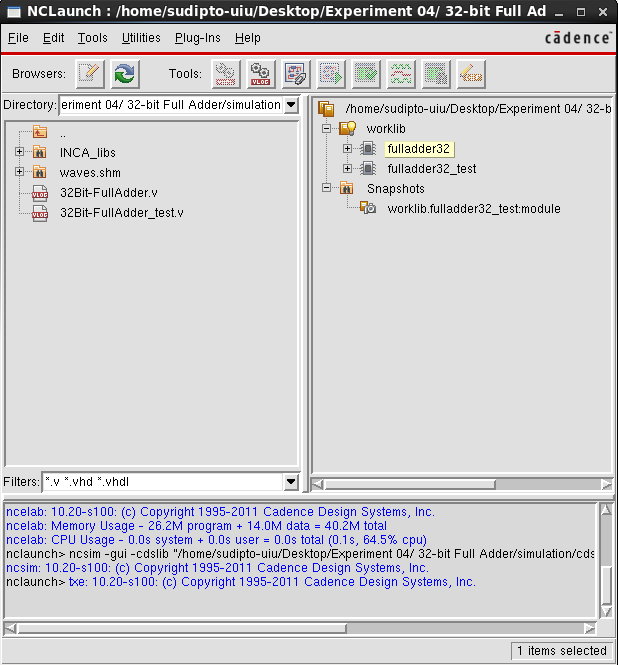 NCLaunch : /home/sudipto-uiu/Desktop/Experiment 04/ 32-bit Full Ad
File Edit Tools Utilities Plug-Ins Help cādence
Browsers: Tools: VLOG
Directory: eriment 04/ 32-bit Full Adder/simulation
/home/sudipto-uiu/Desktop/Experiment 04/ 32-b
..
worklib
INCA_libs
fulladder32
waves.shm
fulladder32_test
VLOG 32Bit-FullAdder.v
Snapshots
VLOG 32Bit-FullAdder_test.v
worklib.fulladder32_test:module
Filters: *.v *.vhd *.vhdl
ncelab: 10.20-s100: (c) Copyright 1995-2011 Cadence Design Systems, Inc.
ncelab: Memory Usage - 26.2M program + 14.0M data = 40.2M total
ncelab: CPU Usage - 0.0s system + 0.0s user = 0.0s total (0.1s, 64.5% cpu)
nclaunch> ncsim -gui -cdslib "/home/sudipto-uiu/Desktop/Experiment 04/ 32-bit Full Adder/simulation/cds
ncsim: 10.20-s100: (c) Copyright 1995-2011 Cadence Design Systems, Inc.
nclaunch> txe: 10.20-s100: (c) Copyright 1995-2011 Cadence Design Systems, Inc.
1 items selected